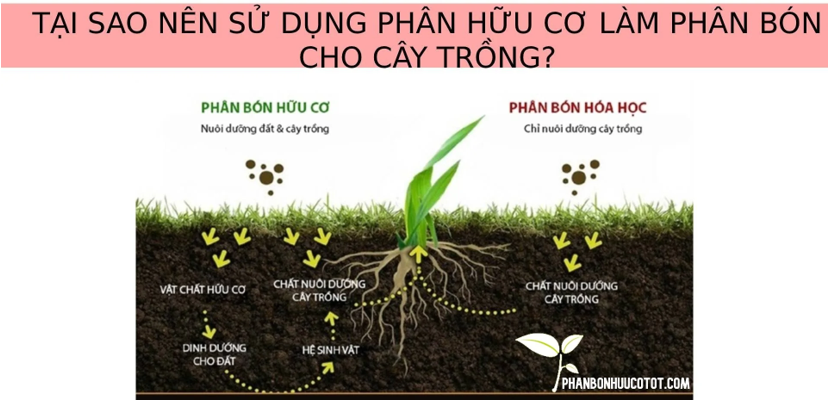 TẠI SAO NÊN SỬ DỤNG PHÂN HỮU CƠ LÀM PHÂN BÓN
CHO CÂY TRỒNG?
PHÂN BÓN HỮU CƠ
Nuôi dưỡng đất & cây trồng
PHÂN BÓN HÓA HỌC
Chỉ nuôi dưỡng cây trồng
VẬT CHẤT HỮU CƠ
CHẤT NUÔI DƯỠNG
CÂY TRỒNG
CHẤT NUÔI DƯỠNG
CÂY TRỒNG
DINH DƯỠNG
CHO ĐẤT
HỆ SINH VẬT
PHANBONHUUCOTOT.COM